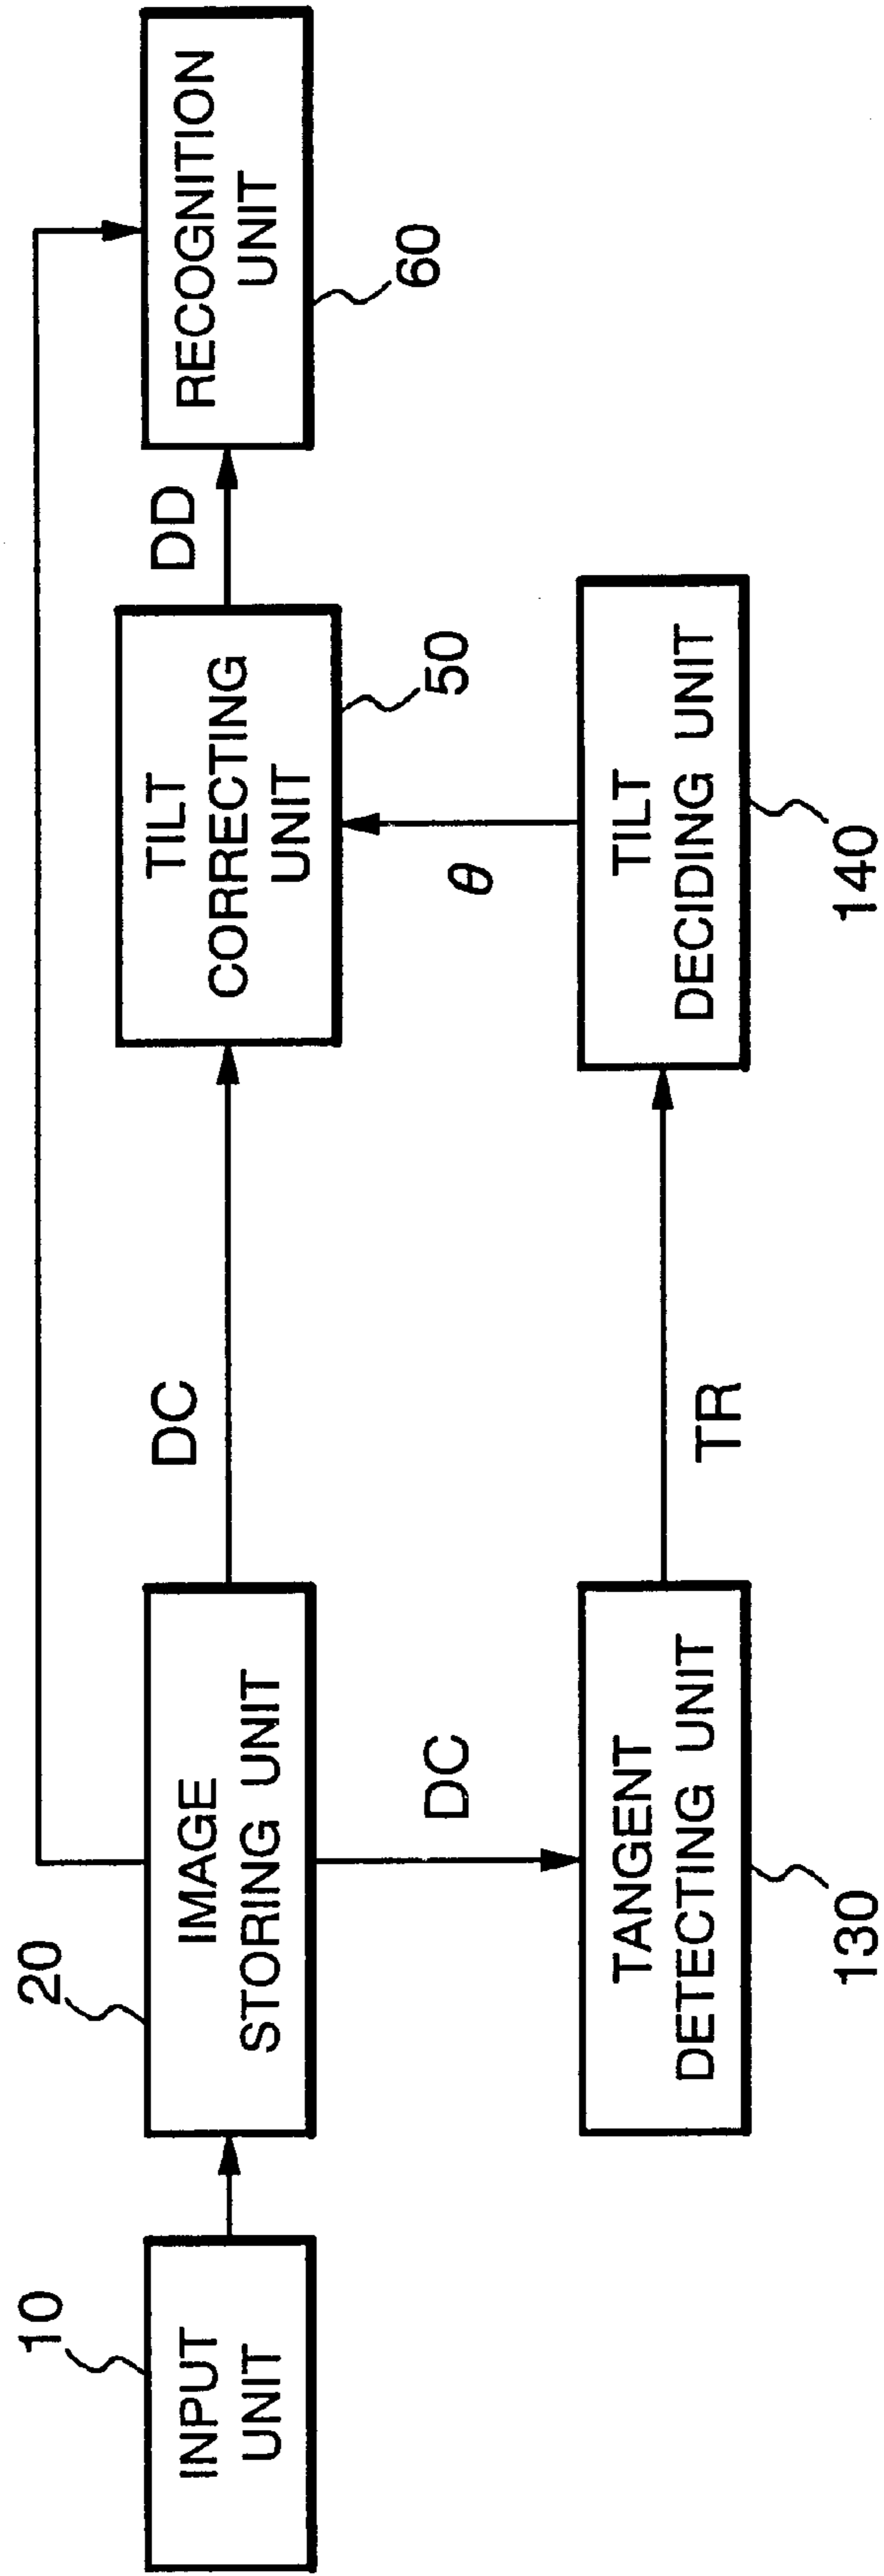 10
INPUT
UNIT
20
IMAGE
STORING UNIT
DC
TILT
CORRECTING
UNIT
50
DD
RECOGNITION
UNIT
60
DC
TANGENT
DETECTING UNIT
130
TR
TILT
DECIDING UNIT
140
θ